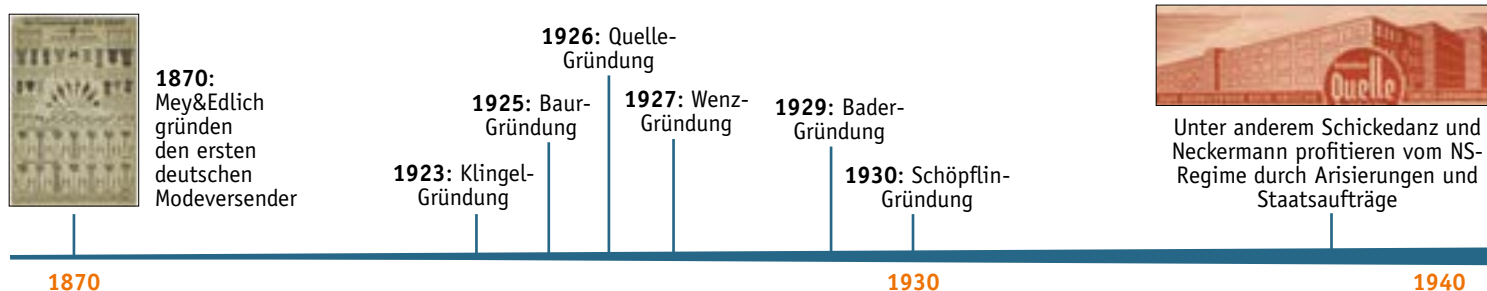 1870:
Mey&Edlich
gründen
den ersten
deutschen
Modeversender
1923: Klingel-
Gründung
1925: Baur-
Gründung
1926: Quelle-
Gründung
1927: Wenz-
Gründung
1929: Bader-
Gründung
1930: Schöpflin-
Gründung
Quelle
Unter anderem Schickedanz und
Neckermann profitieren vom NS-
Regime durch Arisierungen und
Staatsaufträge
1870
1930
1940